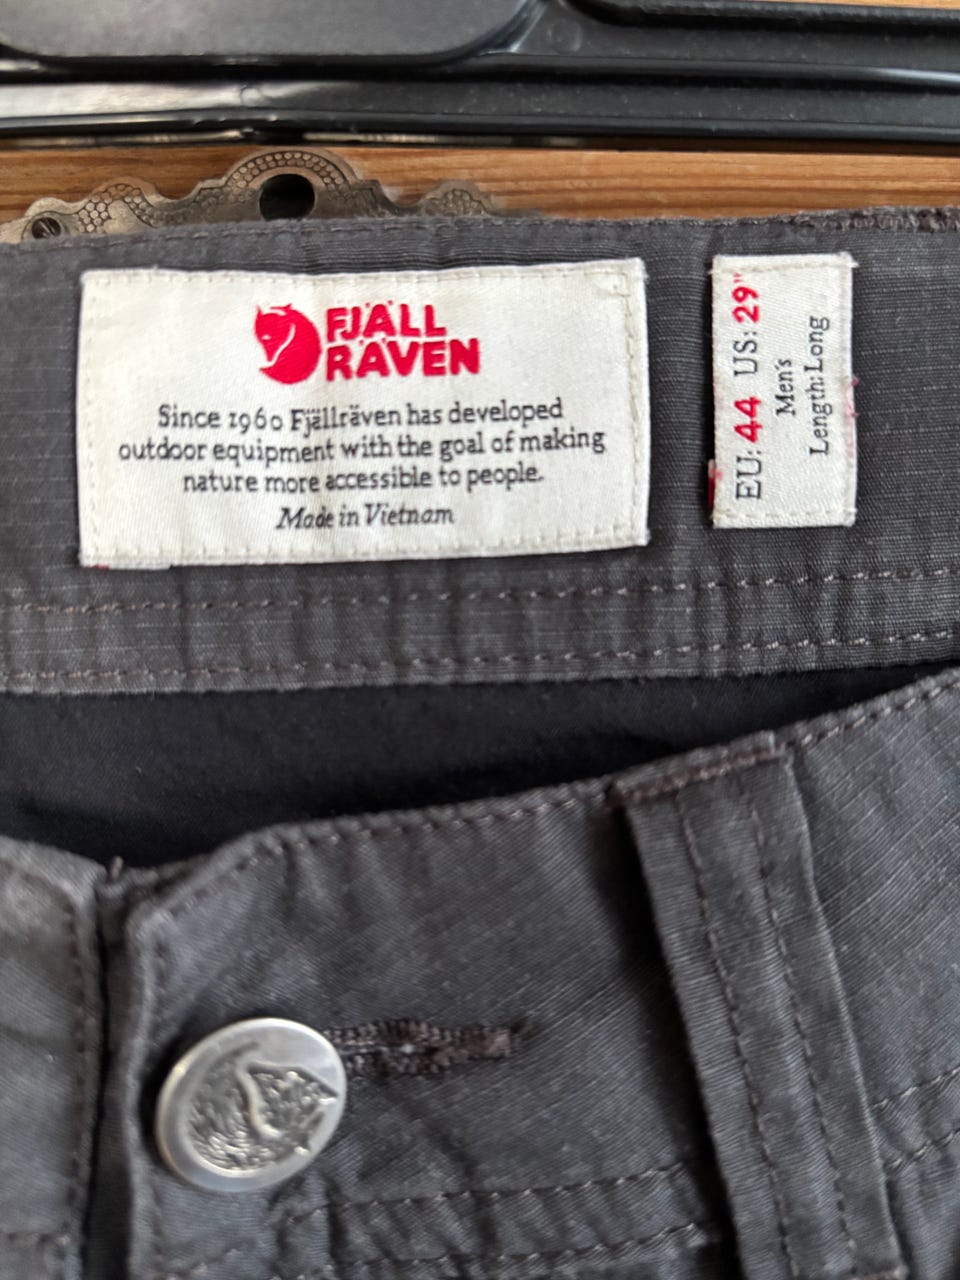 FJÄLL
RÄVEN
Since 1960 Fjällräven has developed
outdoor equipment with the goal of making
nature more accessible to people.
Made in Vietnam
EU: 44 US: 29"
Men's
Length: Long